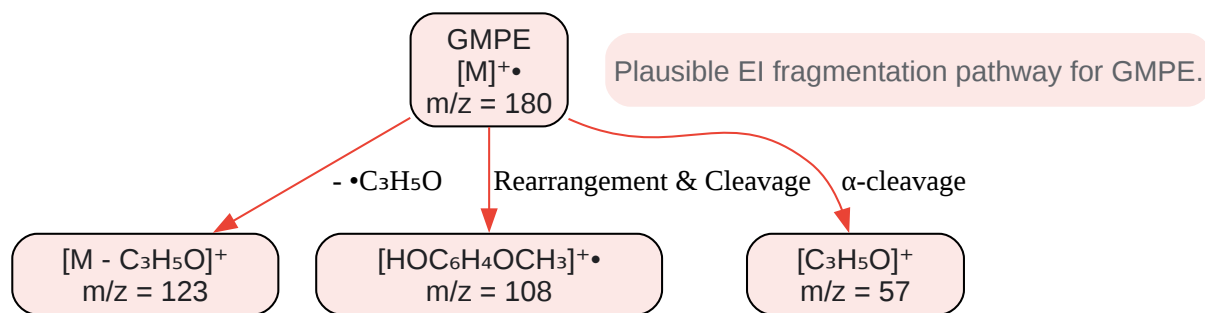 GMPE
[M]⁺•
m/z = 180
Plausible EI fragmentation pathway for GMPE.
- •C₃H₅O
Rearrangement & Cleavage
α-cleavage
[M - C₃H₅O]⁺
m/z = 123
[HOC₆H₄OCH₃]⁺•
m/z = 108
[C₃H₅O]⁺
m/z = 57